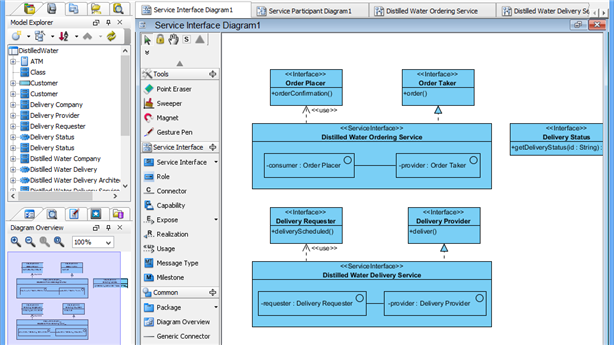 Service Interface Diagram1
Service Participant Diagram1
Distilled Water Ordering Service
Distilled Water Delivery Se
Model Explorer
DistilledWater
ATM
Class
ICustomer
Customer
Delivery Company
Delivery Provider
Delivery Requester
Delivery Status
Delivery Status
Distilled Water Company
Distilled Water Delivery
Distilled Water Delivery Archite
Distilled Water Delivery Service
Diagram Overview
100%
Service Interface Diagram1
S
Tools
Point Eraser
Sweeper
Magnet
Gesture Pen
Service Interface
Service Interface
Role
Connector
Capability
Expose
Realization
Usage
Message Type
Milestone
Common
Package
Diagram Overview
Generic Connector
<<Interface>>
Order Placer
+orderConfirmation()
<<Interface>>
Order Taker
+order()
<<use>>
<<ServiceInterface>>
Distilled Water Ordering Service
-consumer : Order Placer
-provider : Order Taker
<<Interface>>
Delivery Status
+getDeliveryStatus(id : String) :
<<Interface>>
Delivery Requester
+deliveryScheduled()
<<Interface>>
Delivery Provider
+deliver()
<<use>>
<<ServiceInterface>>
Distilled Water Delivery Service
-requester : Delivery Requester
-provider : Delivery Provider